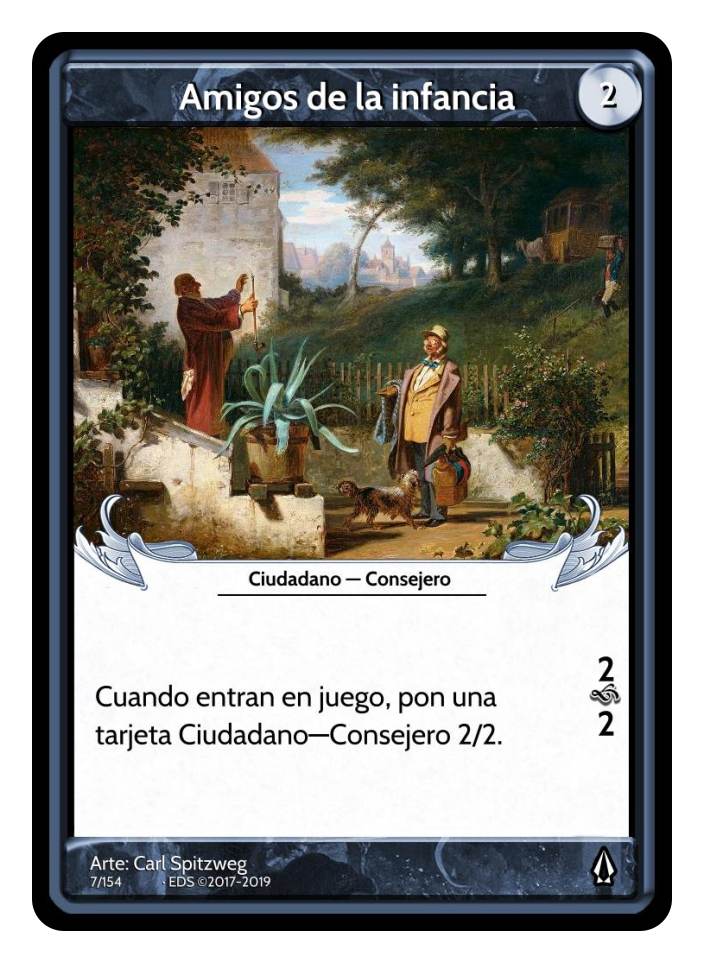 Amigos de la infancia
2
Ciudadano — Consejero
Cuando entran en juego, pon una
tarjeta Ciudadano—Consejero 2/2.
2
2
Arte: Carl Spitzweg
7/154 · EDS ©2017-2019